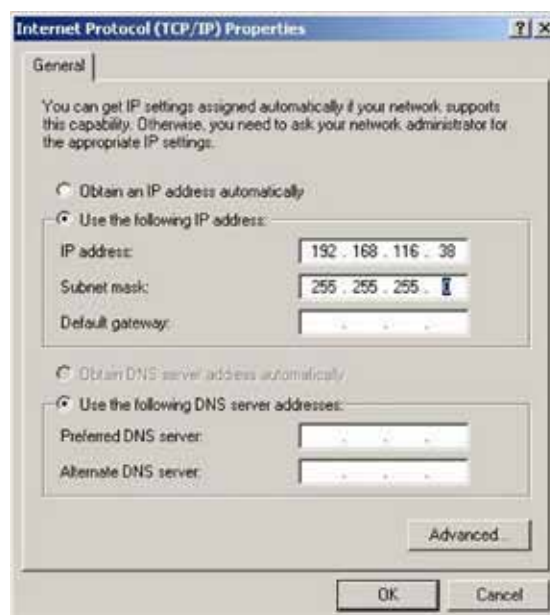 Internet Protocol (TCP/IP) Properties
General
You can get IP settings assigned automatically if your network supports
this capability. Otherwise, you need to ask your network administrator for
the appropriate IP settings.
Obtain an IP address automatically
Use the following IP address:
IP address: 192 . 168 . 116 . 38
Subnet mask: 255 . 255 . 255 . 0
Default gateway: . . .
Obtain DNS server address automatically
Use the following DNS server addresses:
Preferred DNS server: . . .
Alternate DNS server: . . .
Advanced...
OK Cancel